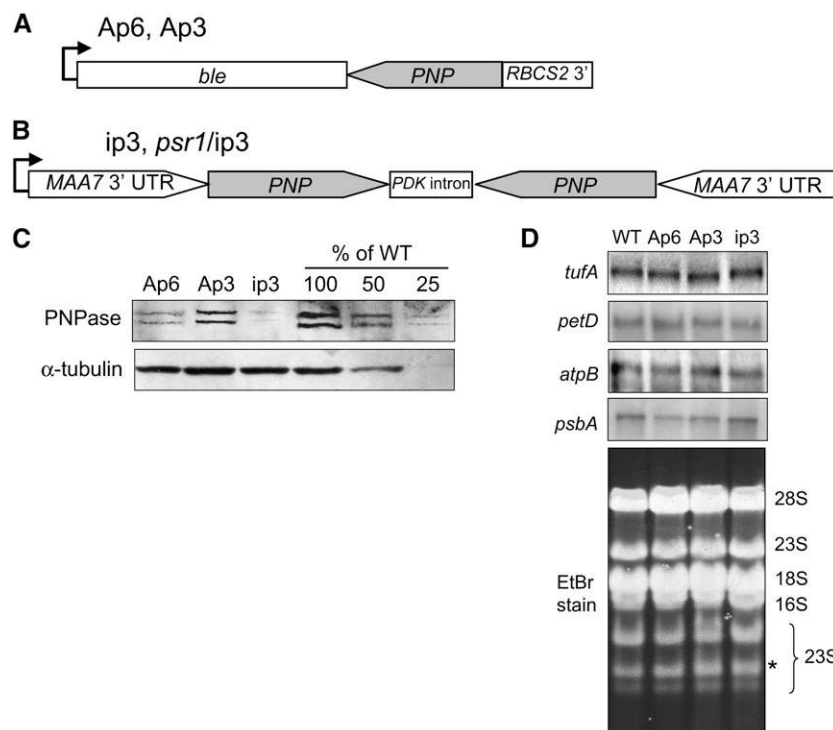 A
Ap6, Ap3
ble
PNP
RBCS2 3'
B
ip3, psr1/ip3
MAA7 3' UTR
PNP
PDK intron
PNP
MAA7 3' UTR
C
% of WT
Ap6 Ap3 ip3 100 50 25
PNPase
α-tubulin
D
WT Ap6 Ap3 ip3
tufA
petD
atpB
psbA
28S
23S
18S
16S
EtBr
stain
23S
*